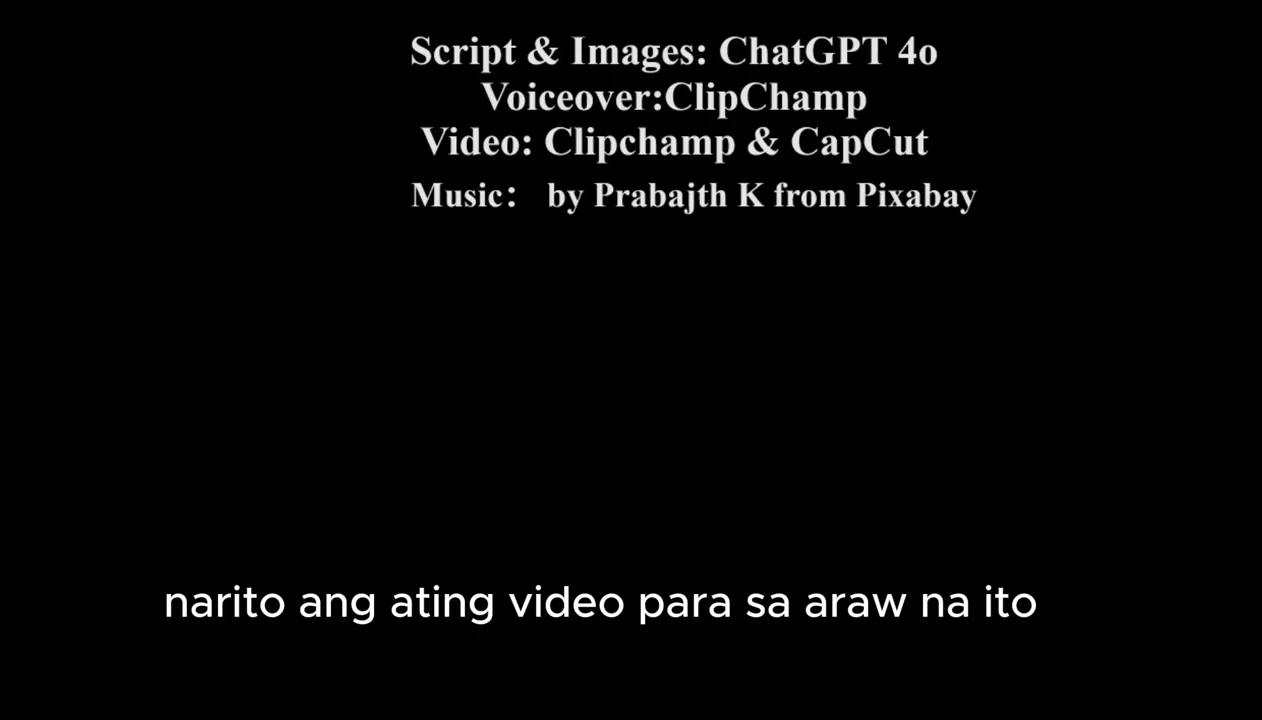 Script & Images: ChatGPT 4o
Voiceover:ClipChamp
Video: Clipchamp & CapCut
Music: by Prabajth K from Pixabay
narito ang ating video para sa araw na ito